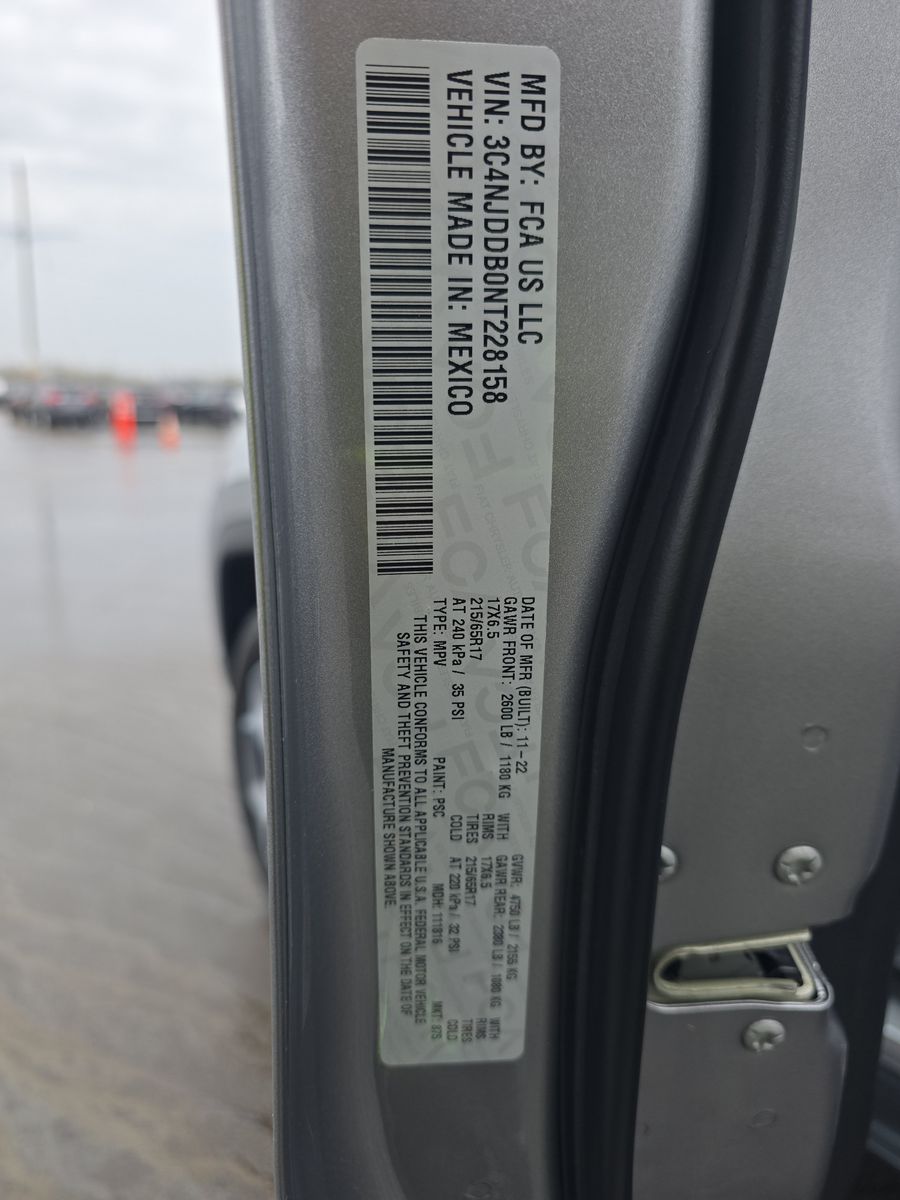 MFD BY: FCA US LLC
VIN: 3C4NJDDB0NT228158
VEHICLE MADE IN: MEXICO
DATE OF MFR (BUILT): 11-22 GVWR: 4750 LB / 2156 KG
GAWR FRONT: 2600 LB / 1180 KG WITH GAWR REAR: 2380 LB / 1080 KG WITH
17X6.5 RIMS 17X6.5 RIMS
215/65R17 TIRES 215/65R17 TIRES
AT 240 kPa / 35 PSI COLD AT 220 kPa / 32 PSI COLD
TYPE: MPV PAINT: PSC MDH: 111816 MKT: 875
THIS VEHICLE CONFORMS TO ALL APPLICABLE U.S.A. FEDERAL MOTOR VEHICLE
SAFETY AND THEFT PREVENTION STANDARDS IN EFFECT ON THE DATE OF
MANUFACTURE SHOWN ABOVE.